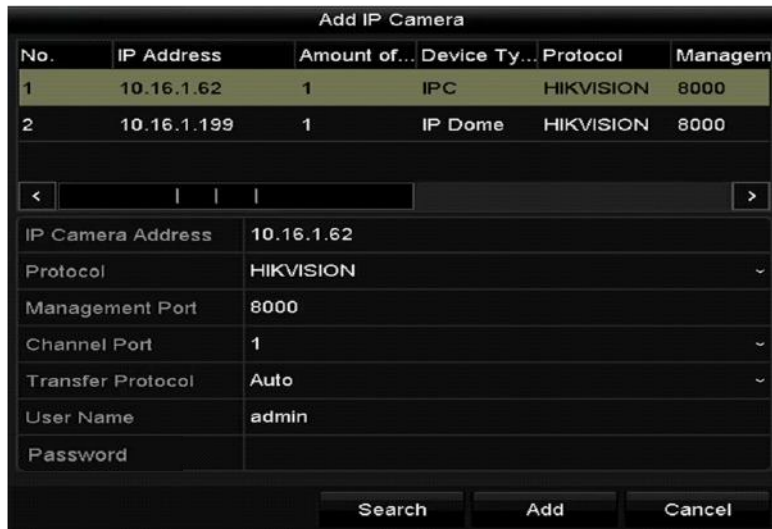 Add IP Camera
No. IP Address Amount of... Device Ty... Protocol Managem
1 10.16.1.62 1 IPC HIKVISION 8000
2 10.16.1.199 1 IP Dome HIKVISION 8000
IP Camera Address 10.16.1.62
Protocol HIKVISION
Management Port 8000
Channel Port 1
Transfer Protocol Auto
User Name admin
Password
Search Add Cancel